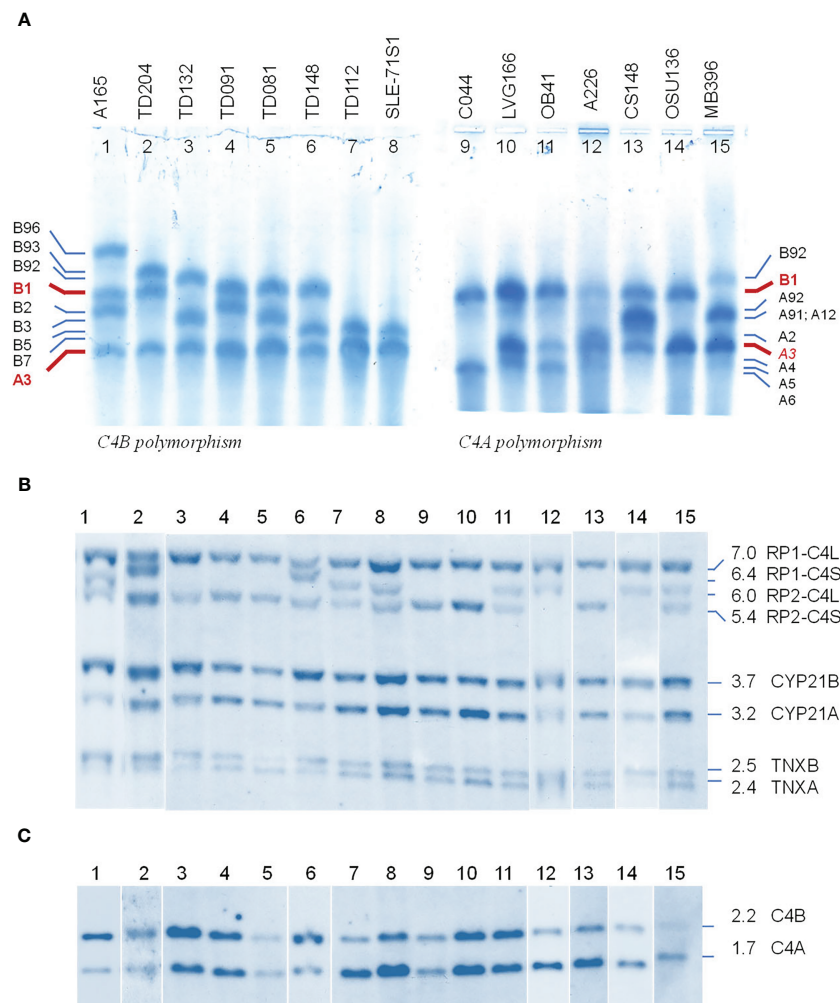 A
A165 TD204 TD132 TD091 TD081 TD148 TD112 SLE-71S1 C044 LVG166 OB41 A226 CS148 OSU136 MB396
1 2 3 4 5 6 7 8 9 10 11 12 13 14 15
B96
B93
B92
B1
B2
B3
B5
B7
A3
B92
B1
A92
A91; A12
A2
A3
A4
A5
A6
C4B polymorphism C4A polymorphism
B
1 2 3 4 5 6 7 8 9 10 11 12 13 14 15
7.0 RP1-C4L
6.4 RP1-C4S
6.0 RP2-C4L
5.4 RP2-C4S
3.7 CYP21B
3.2 CYP21A
2.5 TNXB
2.4 TNXA
C
1 2 3 4 5 6 7 8 9 10 11 12 13 14 15
2.2 C4B
1.7 C4A